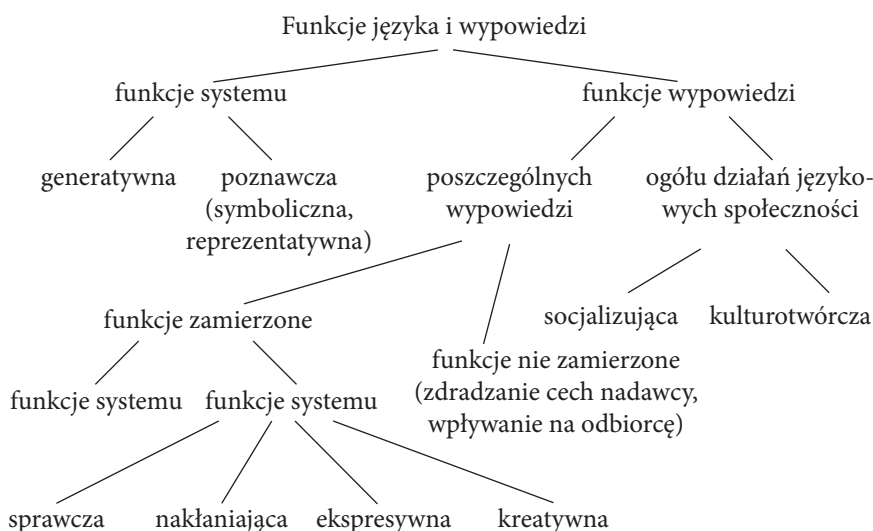 Funkcje języka i wypowiedzi
funkcje systemu
funkcje wypowiedzi
generatywna
poznawcza
(symboliczna,
reprezentatywna)
poszczególnych
wypowiedzi
ogółu działań języko-
wych społeczności
funkcje zamierzone
socjalizująca
kulturotwórcza
funkcje nie zamierzone
(zdradzanie cech nadawcy,
wpływanie na odbiorcę)
funkcje systemu
funkcje systemu
sprawcza
nakłaniająca
ekspresywna
kreatywna